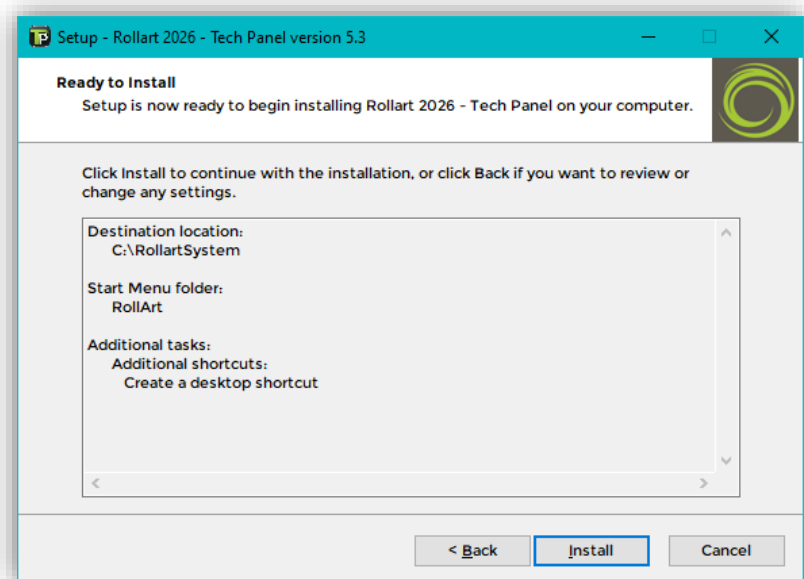 Setup - Rollart 2026 - Tech Panel version 5.3
Ready to Install
Setup is now ready to begin installing Rollart 2026 - Tech Panel on your computer.
Click Install to continue with the installation, or click Back if you want to review or
change any settings.
Destination location:
C:\RollartSystem
Start Menu folder:
RollArt
Additional tasks:
Additional shortcuts:
Create a desktop shortcut
< Back
Install
Cancel